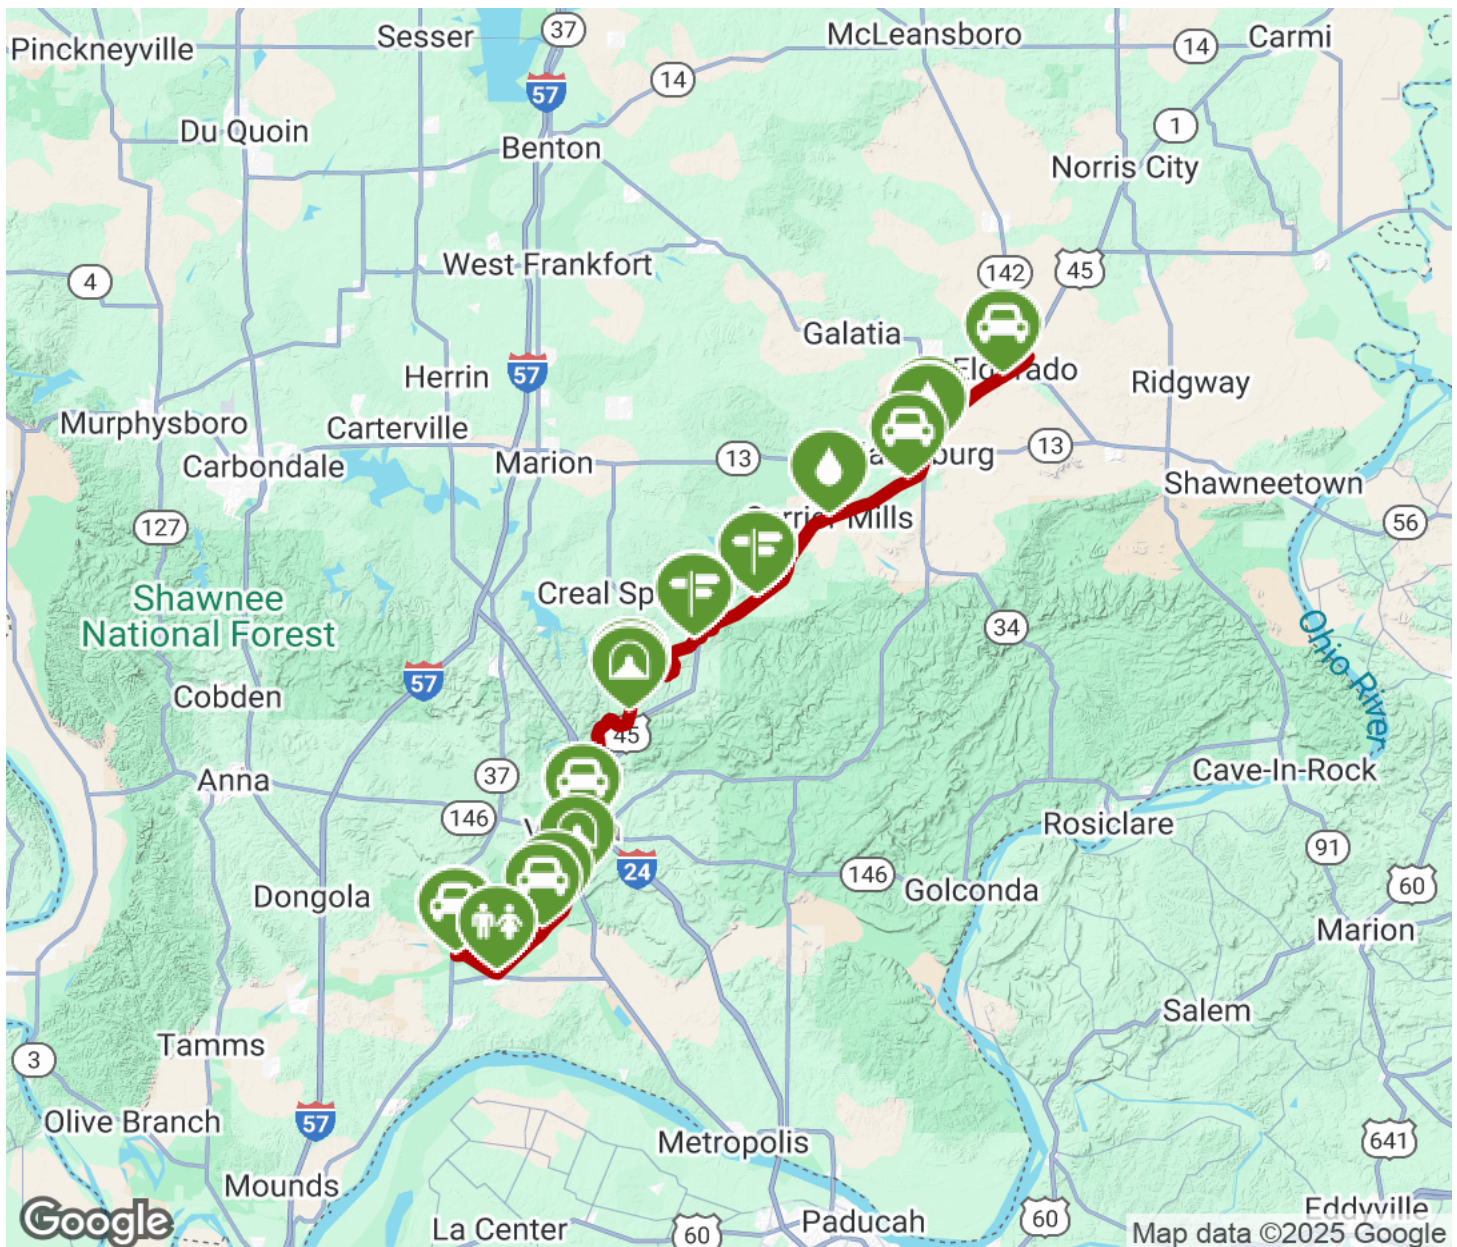 Pinckneyville
Sesser
37
McLeansboro
14
Carmi
14
57
1
Du Quoin
Benton
Norris City
4
West Frankfort
142
45
Galatia
57
Herrin
Ridgway
Murphysboro
Carterville
Carbondale
Marion
13
13
Shawneetown
127
56
Creal Sp
Shawnee
National Forest
34
Ohio River
57
Cobden
45
Anna
37
Cave-In-Rock
146
Rosiclare
91
24
146
Golconda
60
Dongola
Marion
Salem
Tamms
3
Olive Branch
57
Metropolis
641
Mounds
La Center
60
Paducah
60
Eddyville
Google
Map data ©2025 Google